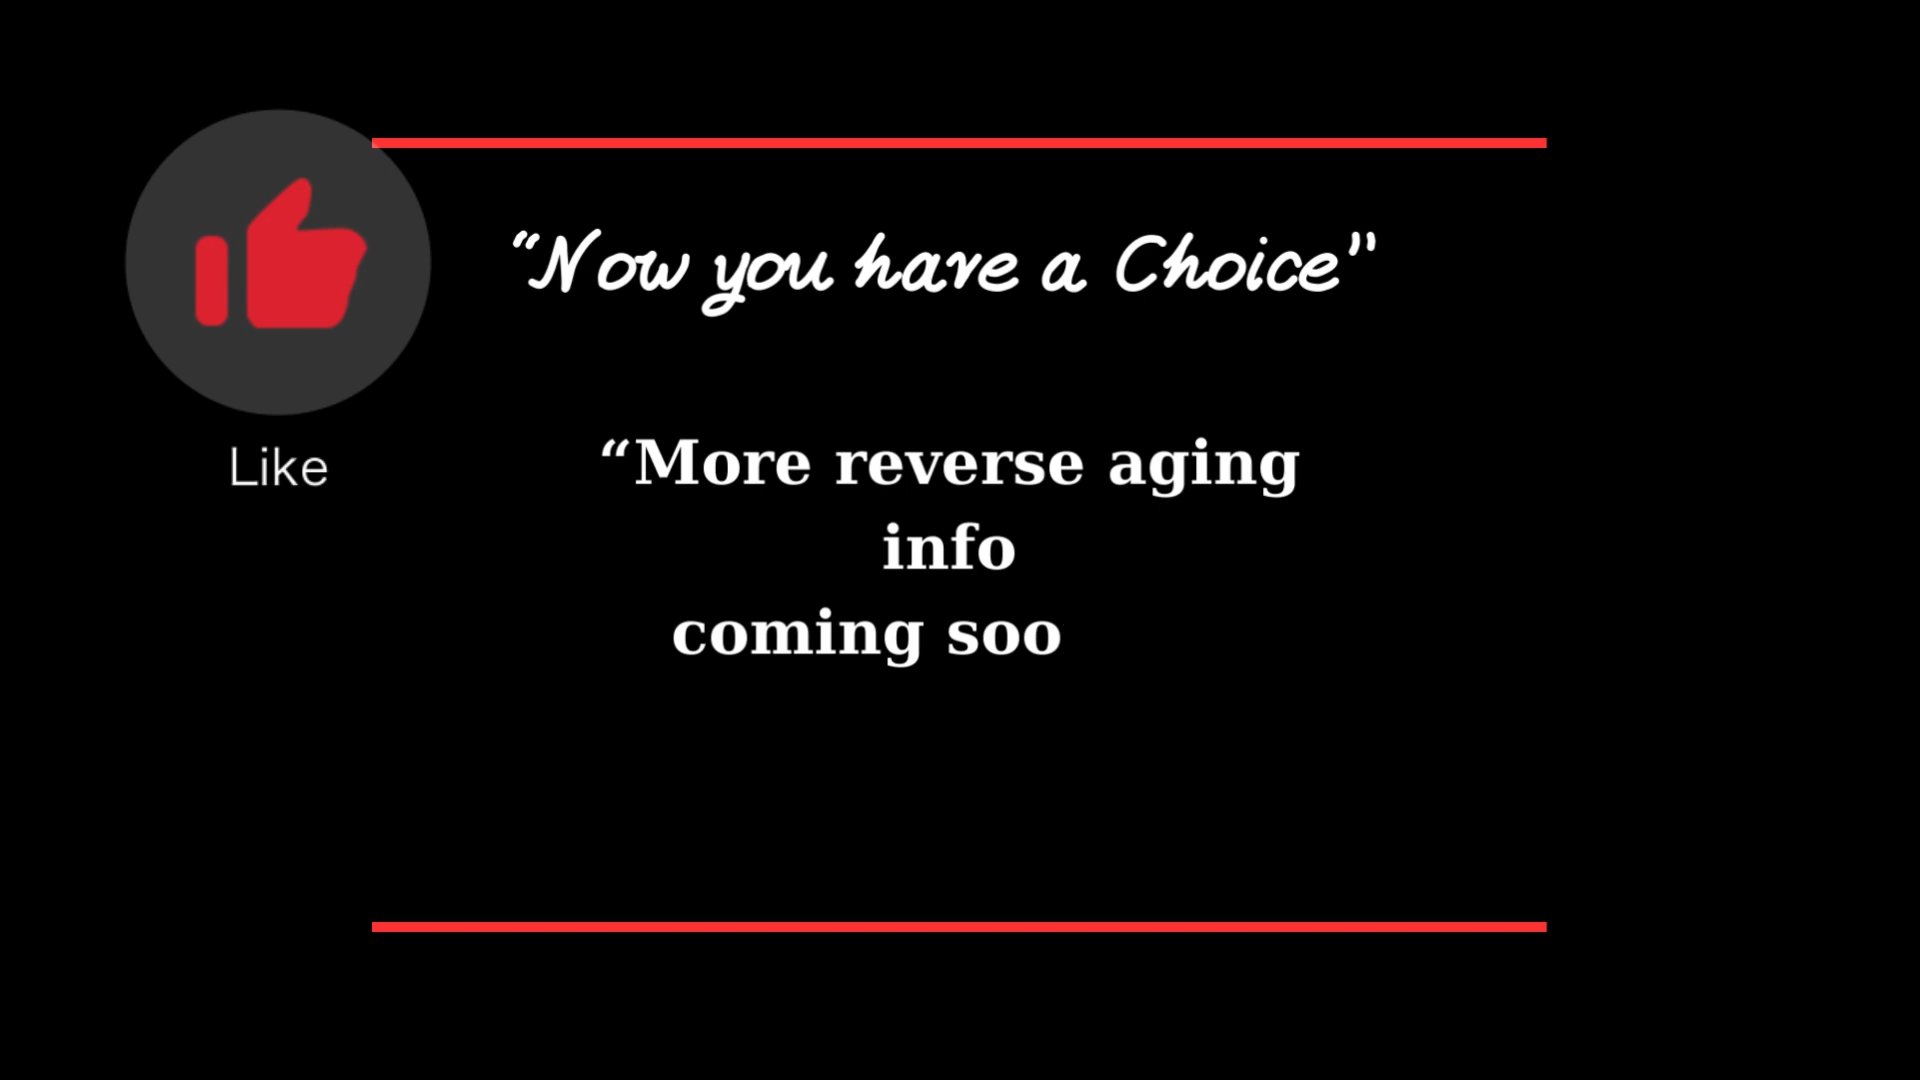 “Now you have a Choice”
Like
“More reverse aging
info
coming soo